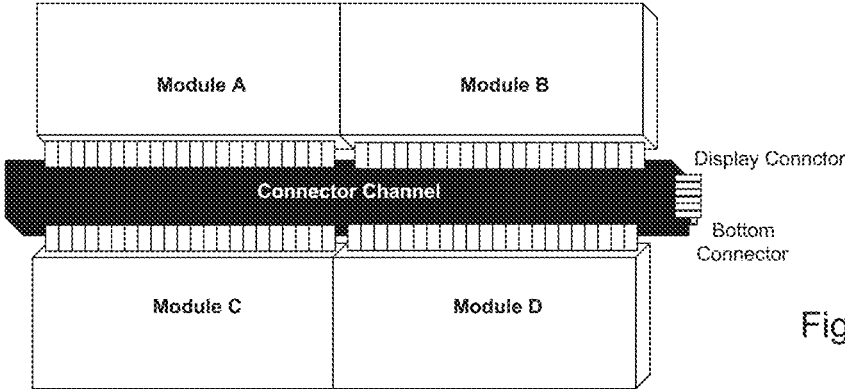 Module A
Module B
Display Connctor
Connector Channel
Bottom
Connector
Module C
Module D
Fig